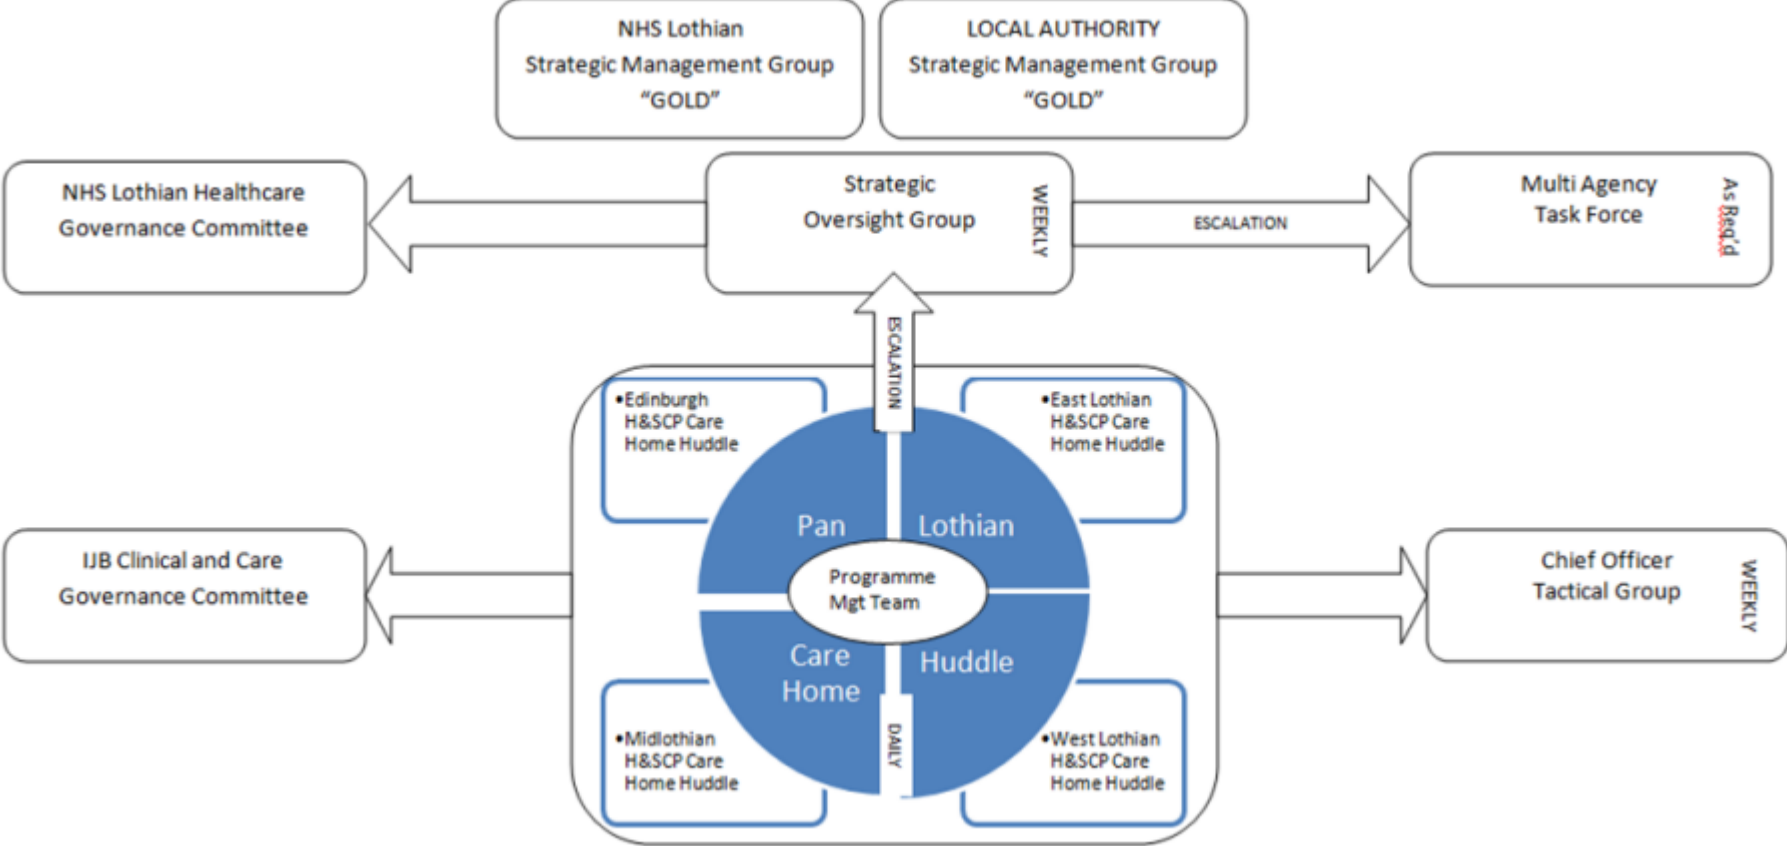 NHS Lothian
Strategic Management Group
“GOLD”
LOCAL AUTHORITY
Strategic Management Group
“GOLD”
NHS Lothian Healthcare
Governance Committee
Strategic
Oversight Group
WEEKLY
ESCALATION
Multi Agency
Task Force
As Req'd
ESCALATION
•Edinburgh
H&SCP Care
Home Huddle
•East Lothian
H&SCP Care
Home Huddle
Pan
Lothian
Programme
Mgt Team
Care
Home
Huddle
DAILY
IJB Clinical and Care
Governance Committee
Chief Officer
Tactical Group
WEEKLY
•Midlothian
H&SCP Care
Home Huddle
•West Lothian
H&SCP Care
Home Huddle